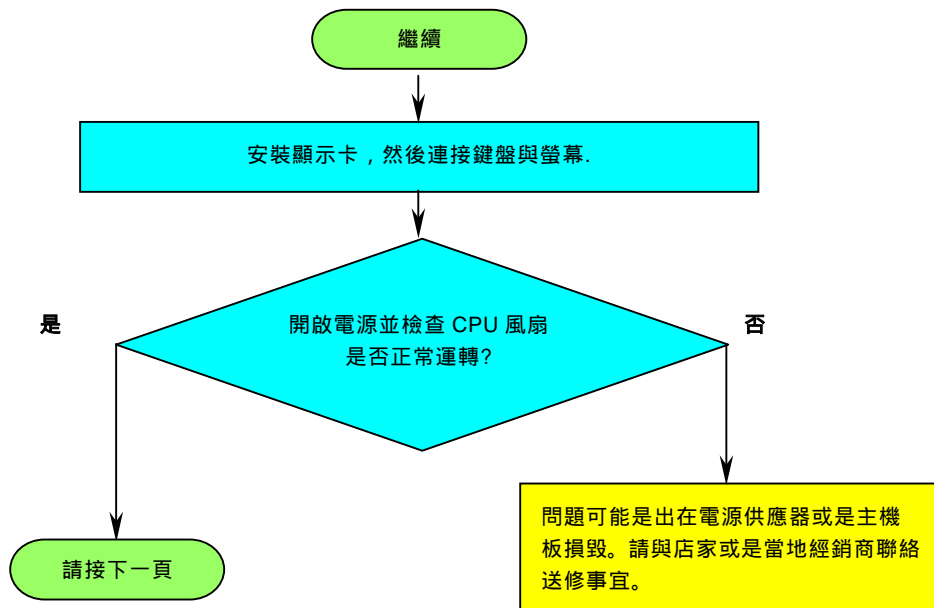 繼續
安裝顯示卡，然後連接鍵盤與螢幕.
是
開啟電源並檢查 CPU 風扇
是否正常運轉?
否
請接下一頁
問題可能是出在電源供應器或是主機
板損毀。請與店家或是當地經銷商聯絡
送修事宜。